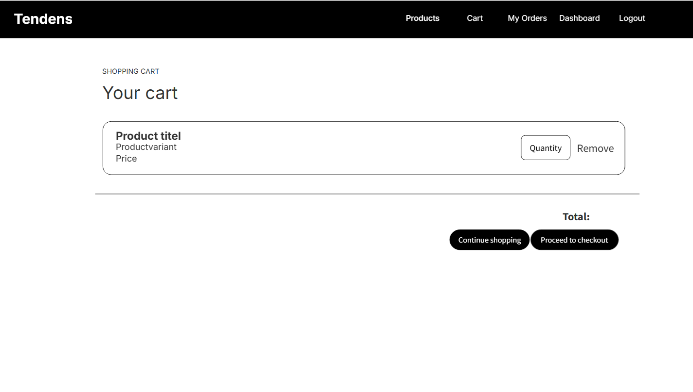 Tendens
Products Cart My Orders Dashboard Logout
SHOPPING CART
Your cart
Product titel
Productvariant
Price
Quantity
Remove
Total:
Continue shopping
Proceed to checkout